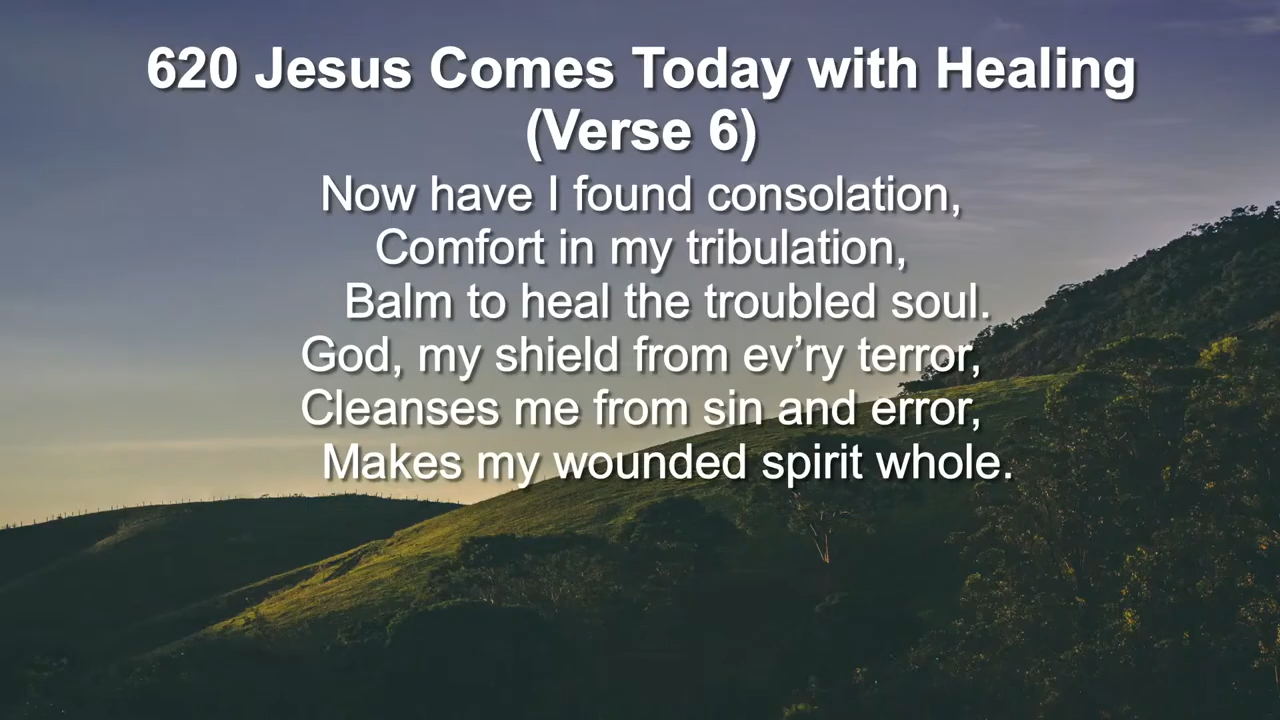 620 Jesus Comes Today with Healing
(Verse 6)
Now have I found consolation,
Comfort in my tribulation,
Balm to heal the troubled soul.
God, my shield from ev’ry terror,
Cleanses me from sin and error,
Makes my wounded spirit whole.